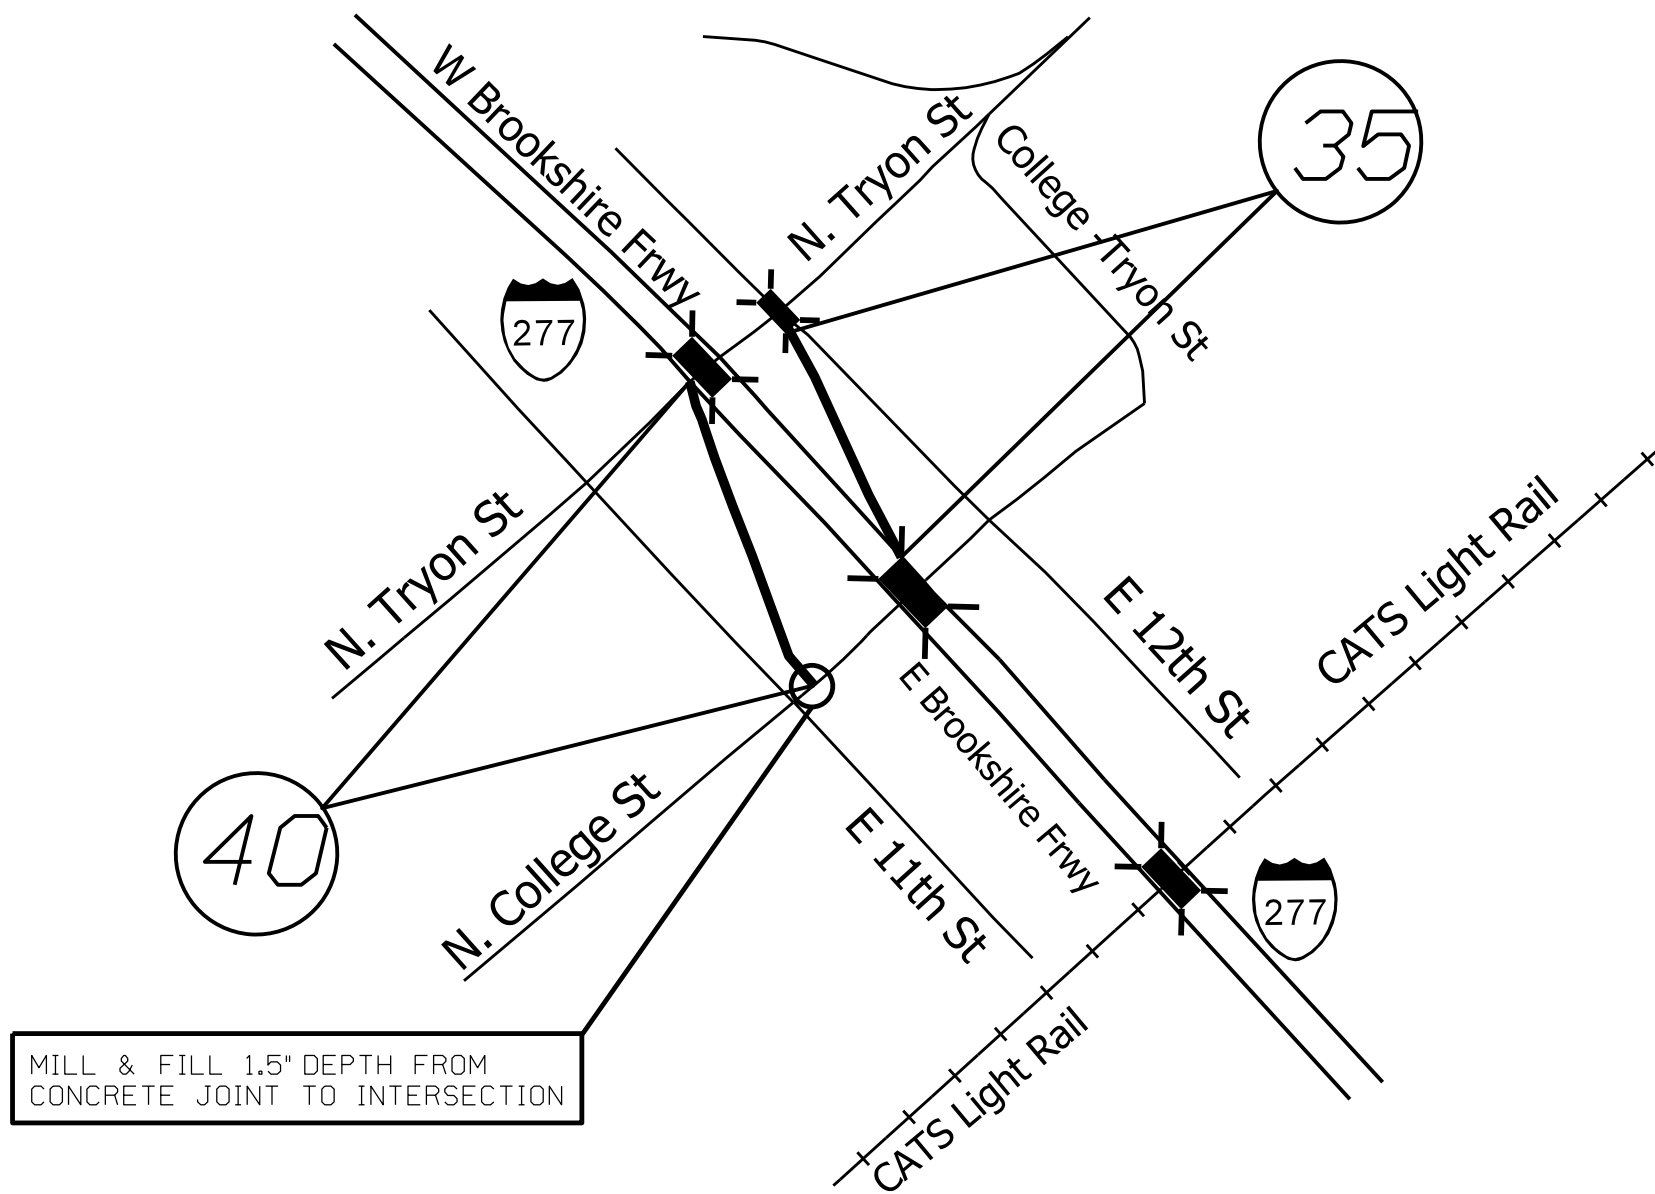 W Brookshire Frwy
N. Tryon St
College -Tryon St
35
277
N. Tryon St
CATS Light Rail
E 12th St
E Brookshire Frwy
40
N. College St
E 11th St
277
MILL & FILL 1.5" DEPTH FROM
CONCRETE JOINT TO INTERSECTION
CATS Light Rail